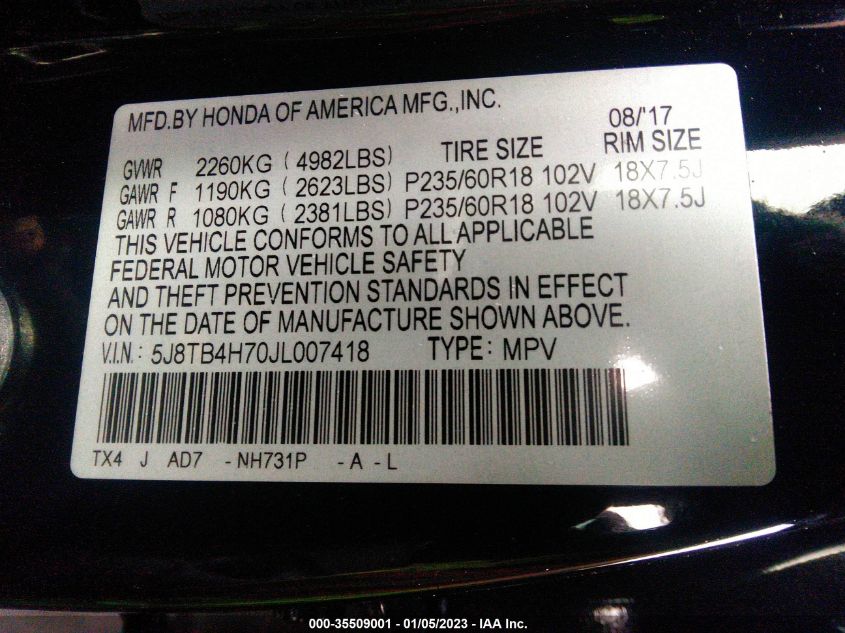 MFD.BY HONDA OF AMERICA MFG.,INC. 08/'17
GVWR 2260KG ( 4982LBS) TIRE SIZE RIM SIZE
GAWR F 1190KG ( 2623LBS) P235/60R18 102V 18X7.5J
GAWR R 1080KG ( 2381LBS) P235/60R18 102V 18X7.5J
THIS VEHICLE CONFORMS TO ALL APPLICABLE
FEDERAL MOTOR VEHICLE SAFETY
AND THEFT PREVENTION STANDARDS IN EFFECT
ON THE DATE OF MANUFACTURE SHOWN ABOVE.
V.I.N.: 5J8TB4H70JL007418 TYPE: MPV
TX4 J AD7 -NH731P -A-L
000-35509001 - 01/05/2023 - IAA Inc.